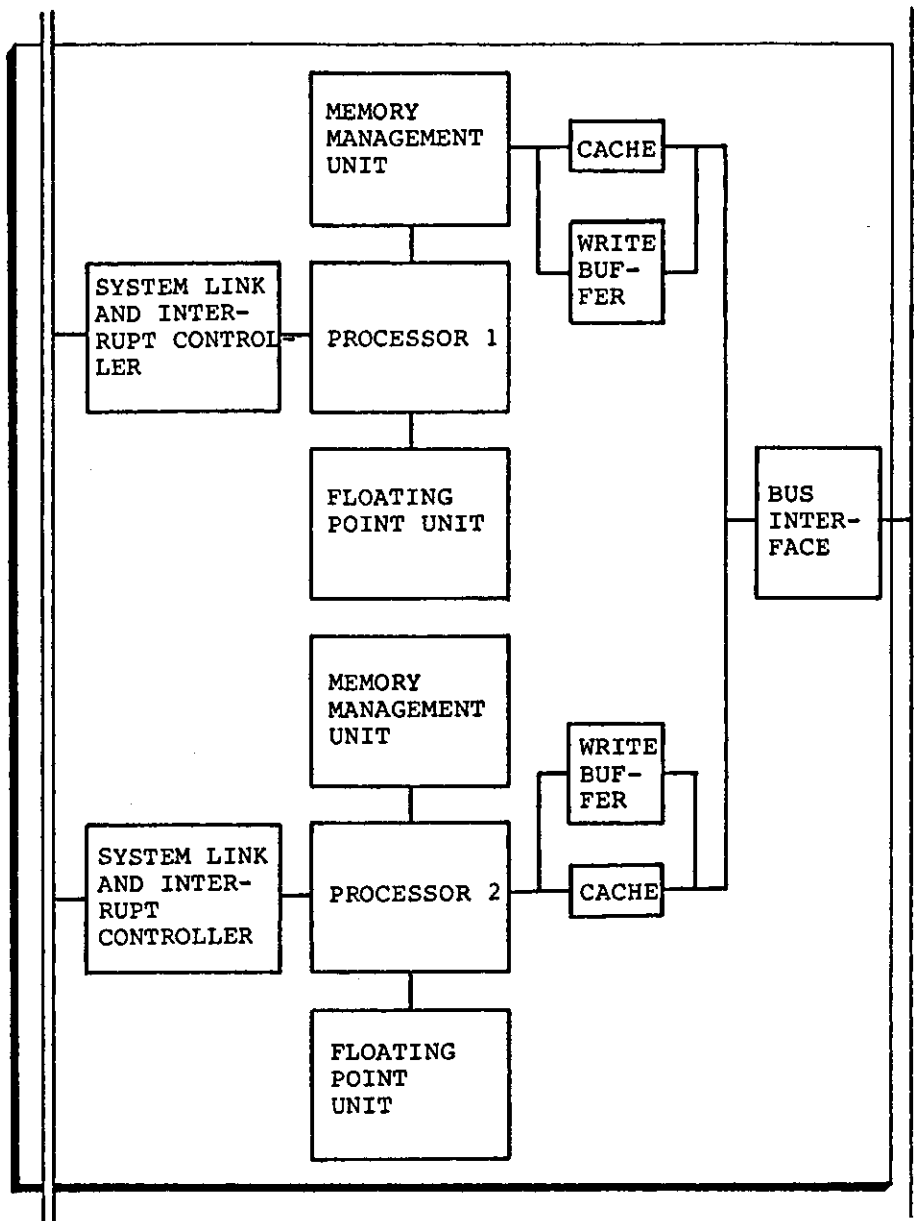 MEMORY
MANAGEMENT
UNIT
CACHE
WRITE
BUF-
FER
SYSTEM LINK
AND INTER-
RUPT CONTROL-
LER
PROCESSOR 1
FLOATING
POINT UNIT
BUS
INTER-
FACE
MEMORY
MANAGEMENT
UNIT
WRITE
BUF-
FER
SYSTEM LINK
AND INTER-
RUPT
CONTROLLER
PROCESSOR 2
CACHE
FLOATING
POINT
UNIT